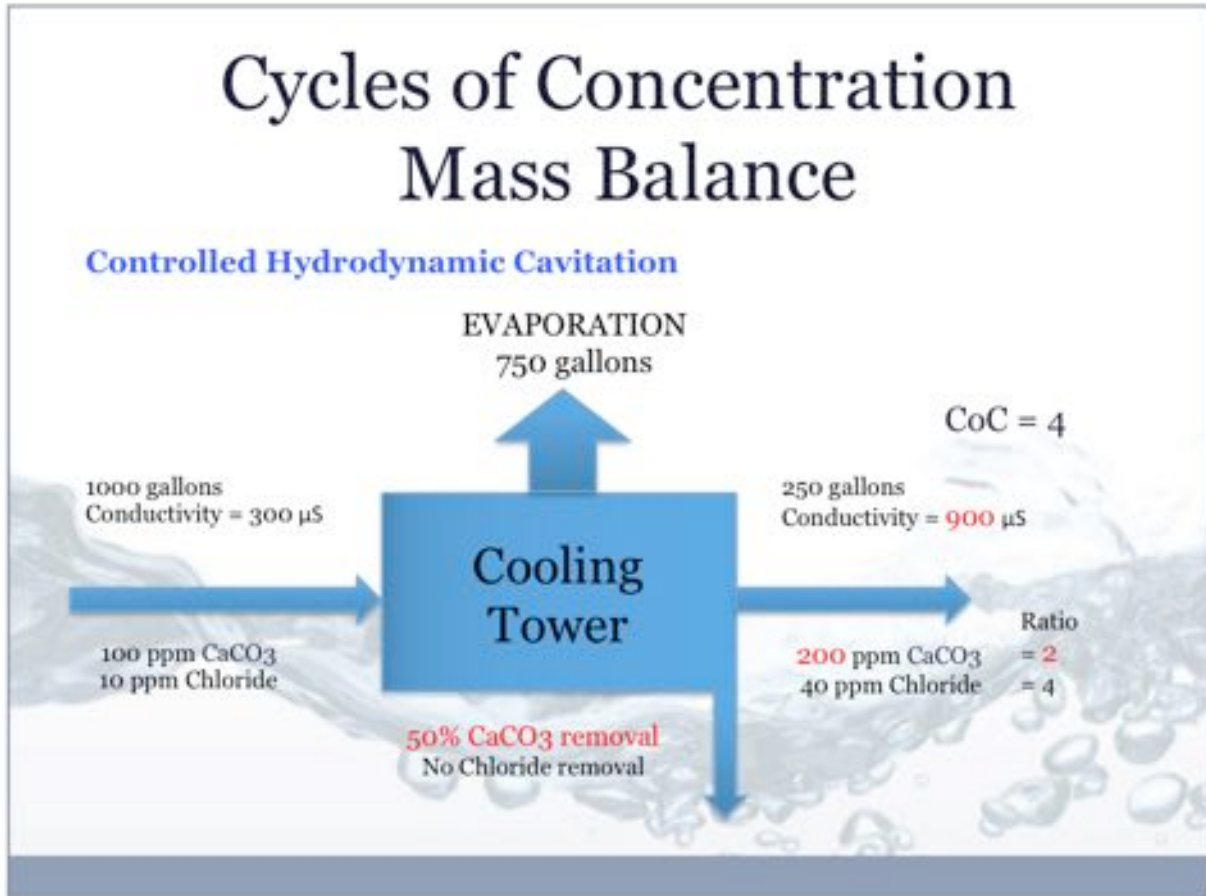 Cycles of Concentration
Mass Balance
Controlled Hydrodynamic Cavitation
EVAPORATION
750 gallons
CoC = 4
1000 gallons
Conductivity = 300 µS
250 gallons
Conductivity = 900 µS
Cooling
Tower
100 ppm CaCO3
10 ppm Chloride
Ratio
200 ppm CaCO3 = 2
40 ppm Chloride = 4
50% CaCO3 removal
No Chloride removal